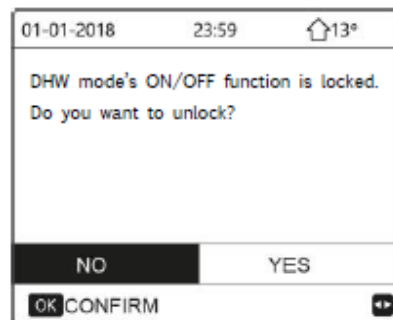 01-01-2018 23:59 13°
DHW mode's ON/OFF function is locked.
Do you want to unlock?
NO YES
OK CONFIRM